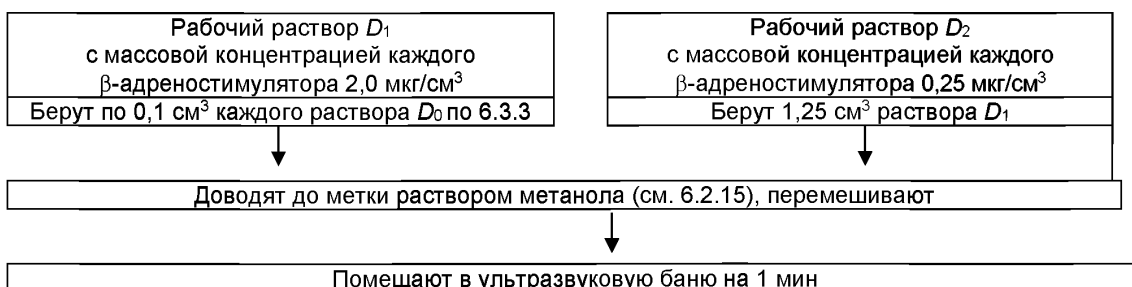 Рабочий раствор D₁
с массовой концентрацией каждого
β-адреностимулятора 2,0 мкг/см³
Берут по 0,1 см³ каждого раствора D₀ по 6.3.3
Рабочий раствор D₂
с массовой концентрацией каждого
β-адреностимулятора 0,25 мкг/см³
Берут 1,25 см³ раствора D₁
Доводят до метки раствором метанола (см. 6.2.15), перемешивают
Помещают в ультразвуковую баню на 1 мин